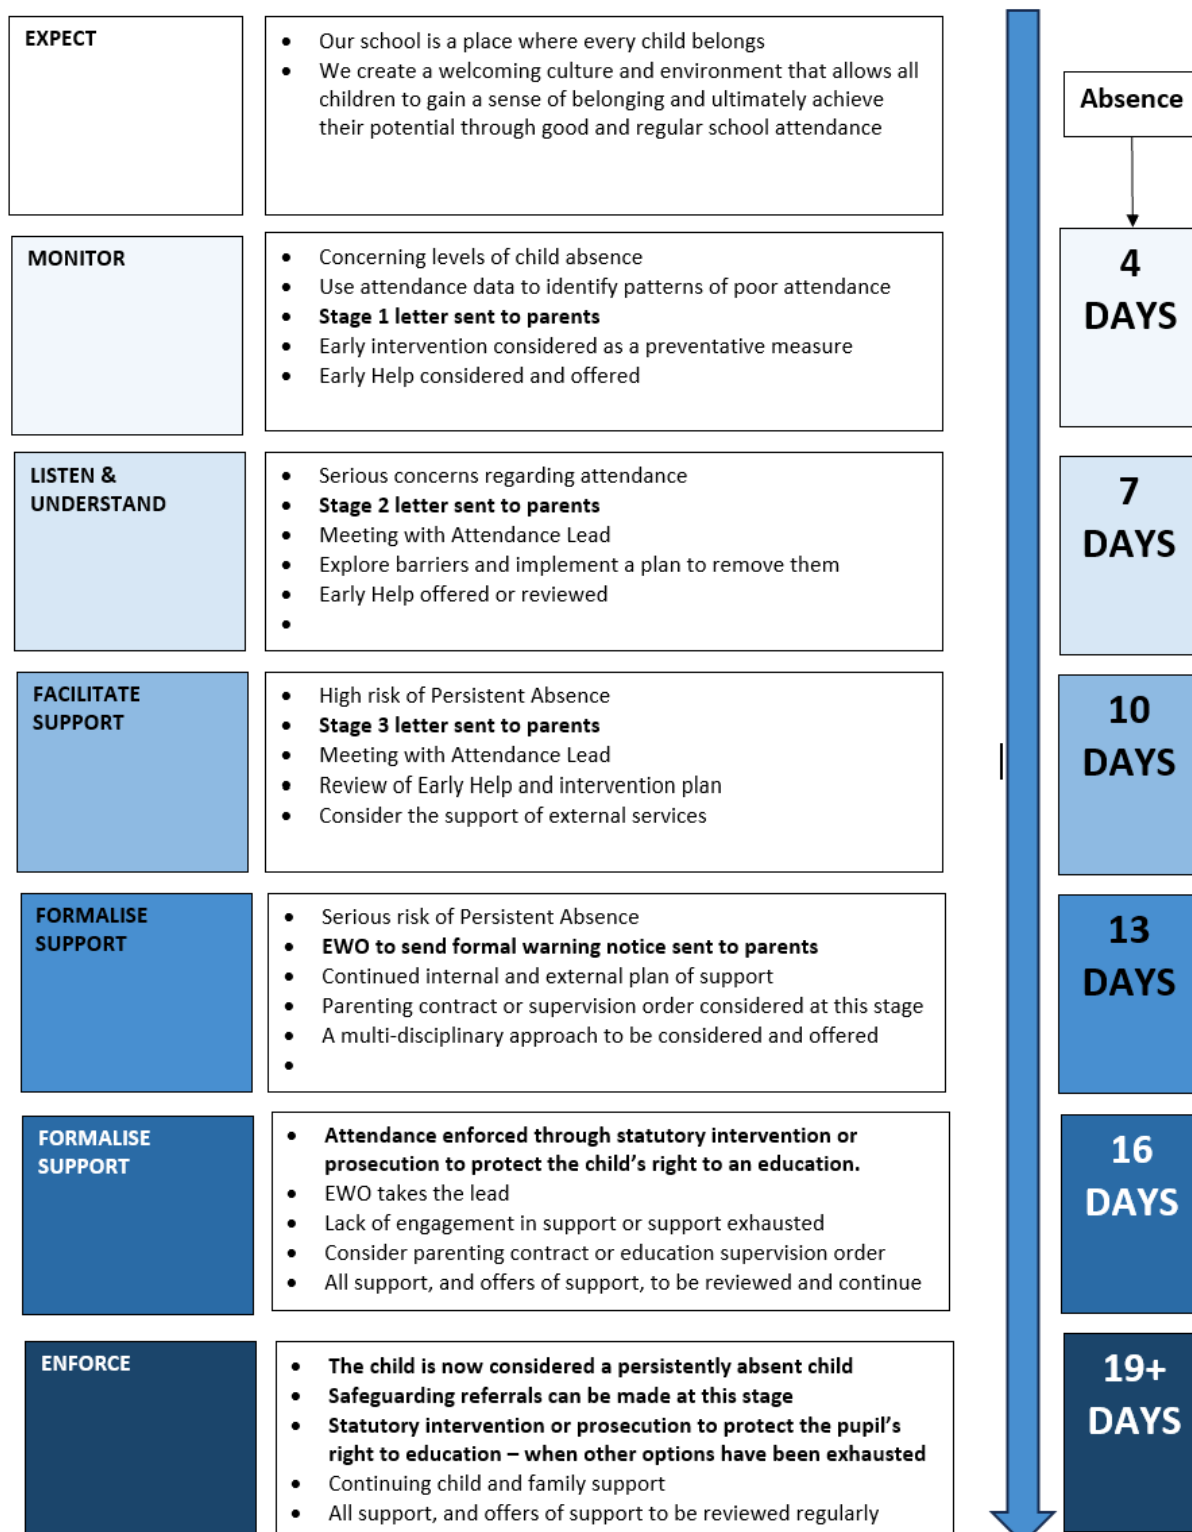 EXPECT
• Our school is a place where every child belongs
• We create a welcoming culture and environment that allows all
children to gain a sense of belonging and ultimately achieve
their potential through good and regular school attendance
Absence
MONITOR
• Concerning levels of child absence
• Use attendance data to identify patterns of poor attendance
• Stage 1 letter sent to parents
• Early intervention considered as a preventative measure
• Early Help considered and offered
4
DAYS
LISTEN &
UNDERSTAND
• Serious concerns regarding attendance
• Stage 2 letter sent to parents
• Meeting with Attendance Lead
• Explore barriers and implement a plan to remove them
• Early Help offered or reviewed
•
7
DAYS
FACILITATE
SUPPORT
• High risk of Persistent Absence
• Stage 3 letter sent to parents
• Meeting with Attendance Lead
• Review of Early Help and intervention plan
• Consider the support of external services
10
DAYS
FORMALISE
SUPPORT
• Serious risk of Persistent Absence
• EWO to send formal warning notice sent to parents
• Continued internal and external plan of support
• Parenting contract or supervision order considered at this stage
• A multi-disciplinary approach to be considered and offered
•
13
DAYS
FORMALISE
SUPPORT
• Attendance enforced through statutory intervention or
prosecution to protect the child's right to an education.
• EWO takes the lead
• Lack of engagement in support or support exhausted
• Consider parenting contract or education supervision order
• All support, and offers of support, to be reviewed and continue
16
DAYS
ENFORCE
• The child is now considered a persistently absent child
• Safeguarding referrals can be made at this stage
• Statutory intervention or prosecution to protect the pupil's
right to education – when other options have been exhausted
• Continuing child and family support
• All support, and offers of support to be reviewed regularly
19+
DAYS